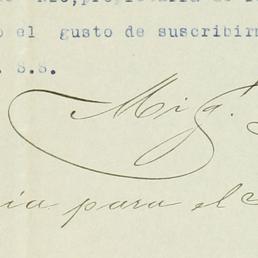 o el gusto de suscribirm
. S.S.
Mig.
ia para el